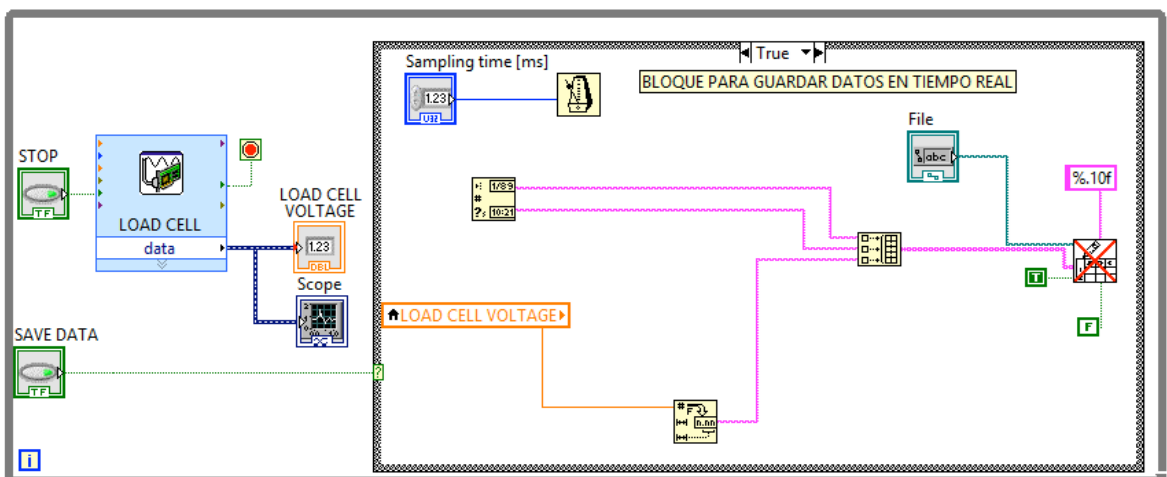 True
Sampling time [ms]
BLOQUE PARA GUARDAR DATOS EN TIEMPO REAL
1.23
U32
File
abc
STOP
TF
LOAD CELL
data
LOAD CELL
VOLTAGE
1.23
DBL
Scope
%.10f
1/89
#
10:21
T
F
LOAD CELL VOLTAGE
SAVE DATA
TF
?
#
F
n.nn
i